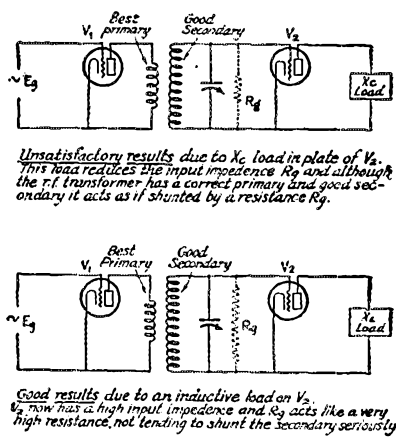 Best
primary
Good
Secondary
V1
V2
~ Eg
Rg
Xc
Load
Unsatisfactory results due to Xc load in plate of V2.
This load reduces the input impedence Rg and although
the r.f. transformer has a correct primary and good sec-
ondary it acts as if shunted by a resistance Rg.
Best
Primary
Good
Secondary
V1
V2
~ Eg
Rg
XL
Load
Good results due to an inductive load on V2.
V2 now has a high input impedence and Rg acts like a very
high resistance, not tending to shunt the secondary seriously